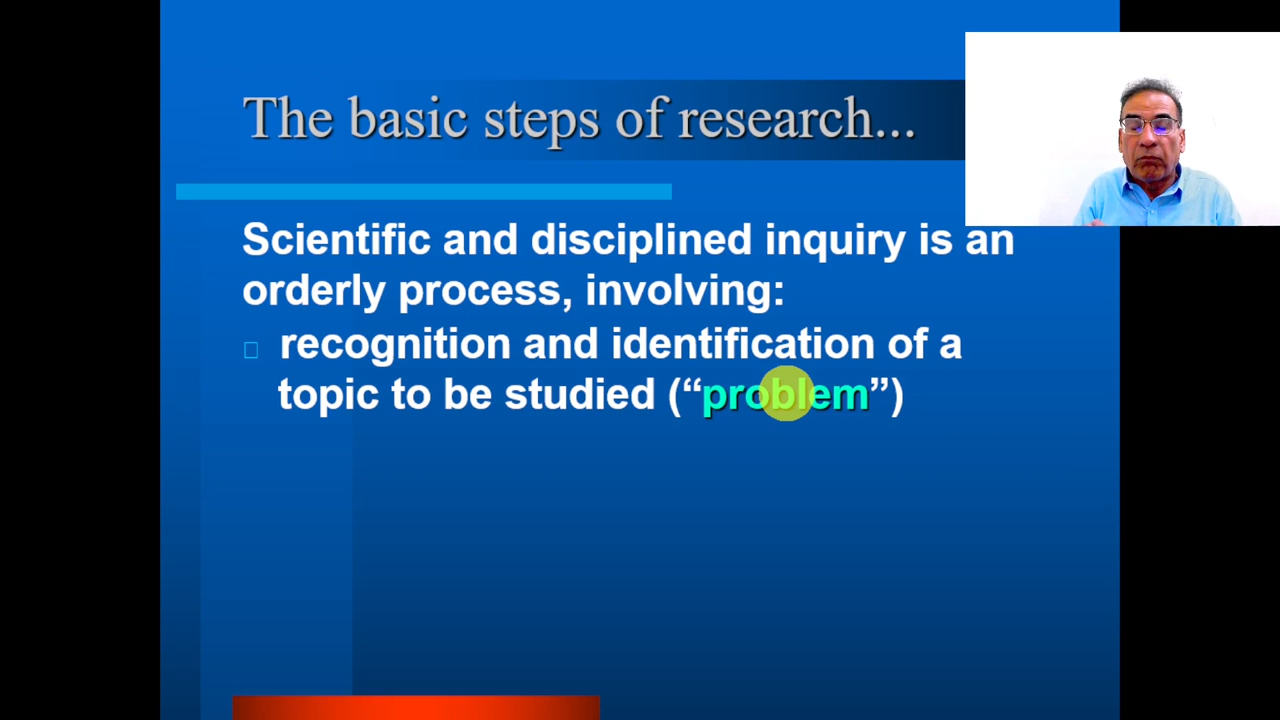 The basic steps of research...
Scientific and disciplined inquiry is an
orderly process, involving:
recognition and identification of a
topic to be studied (“problem”)